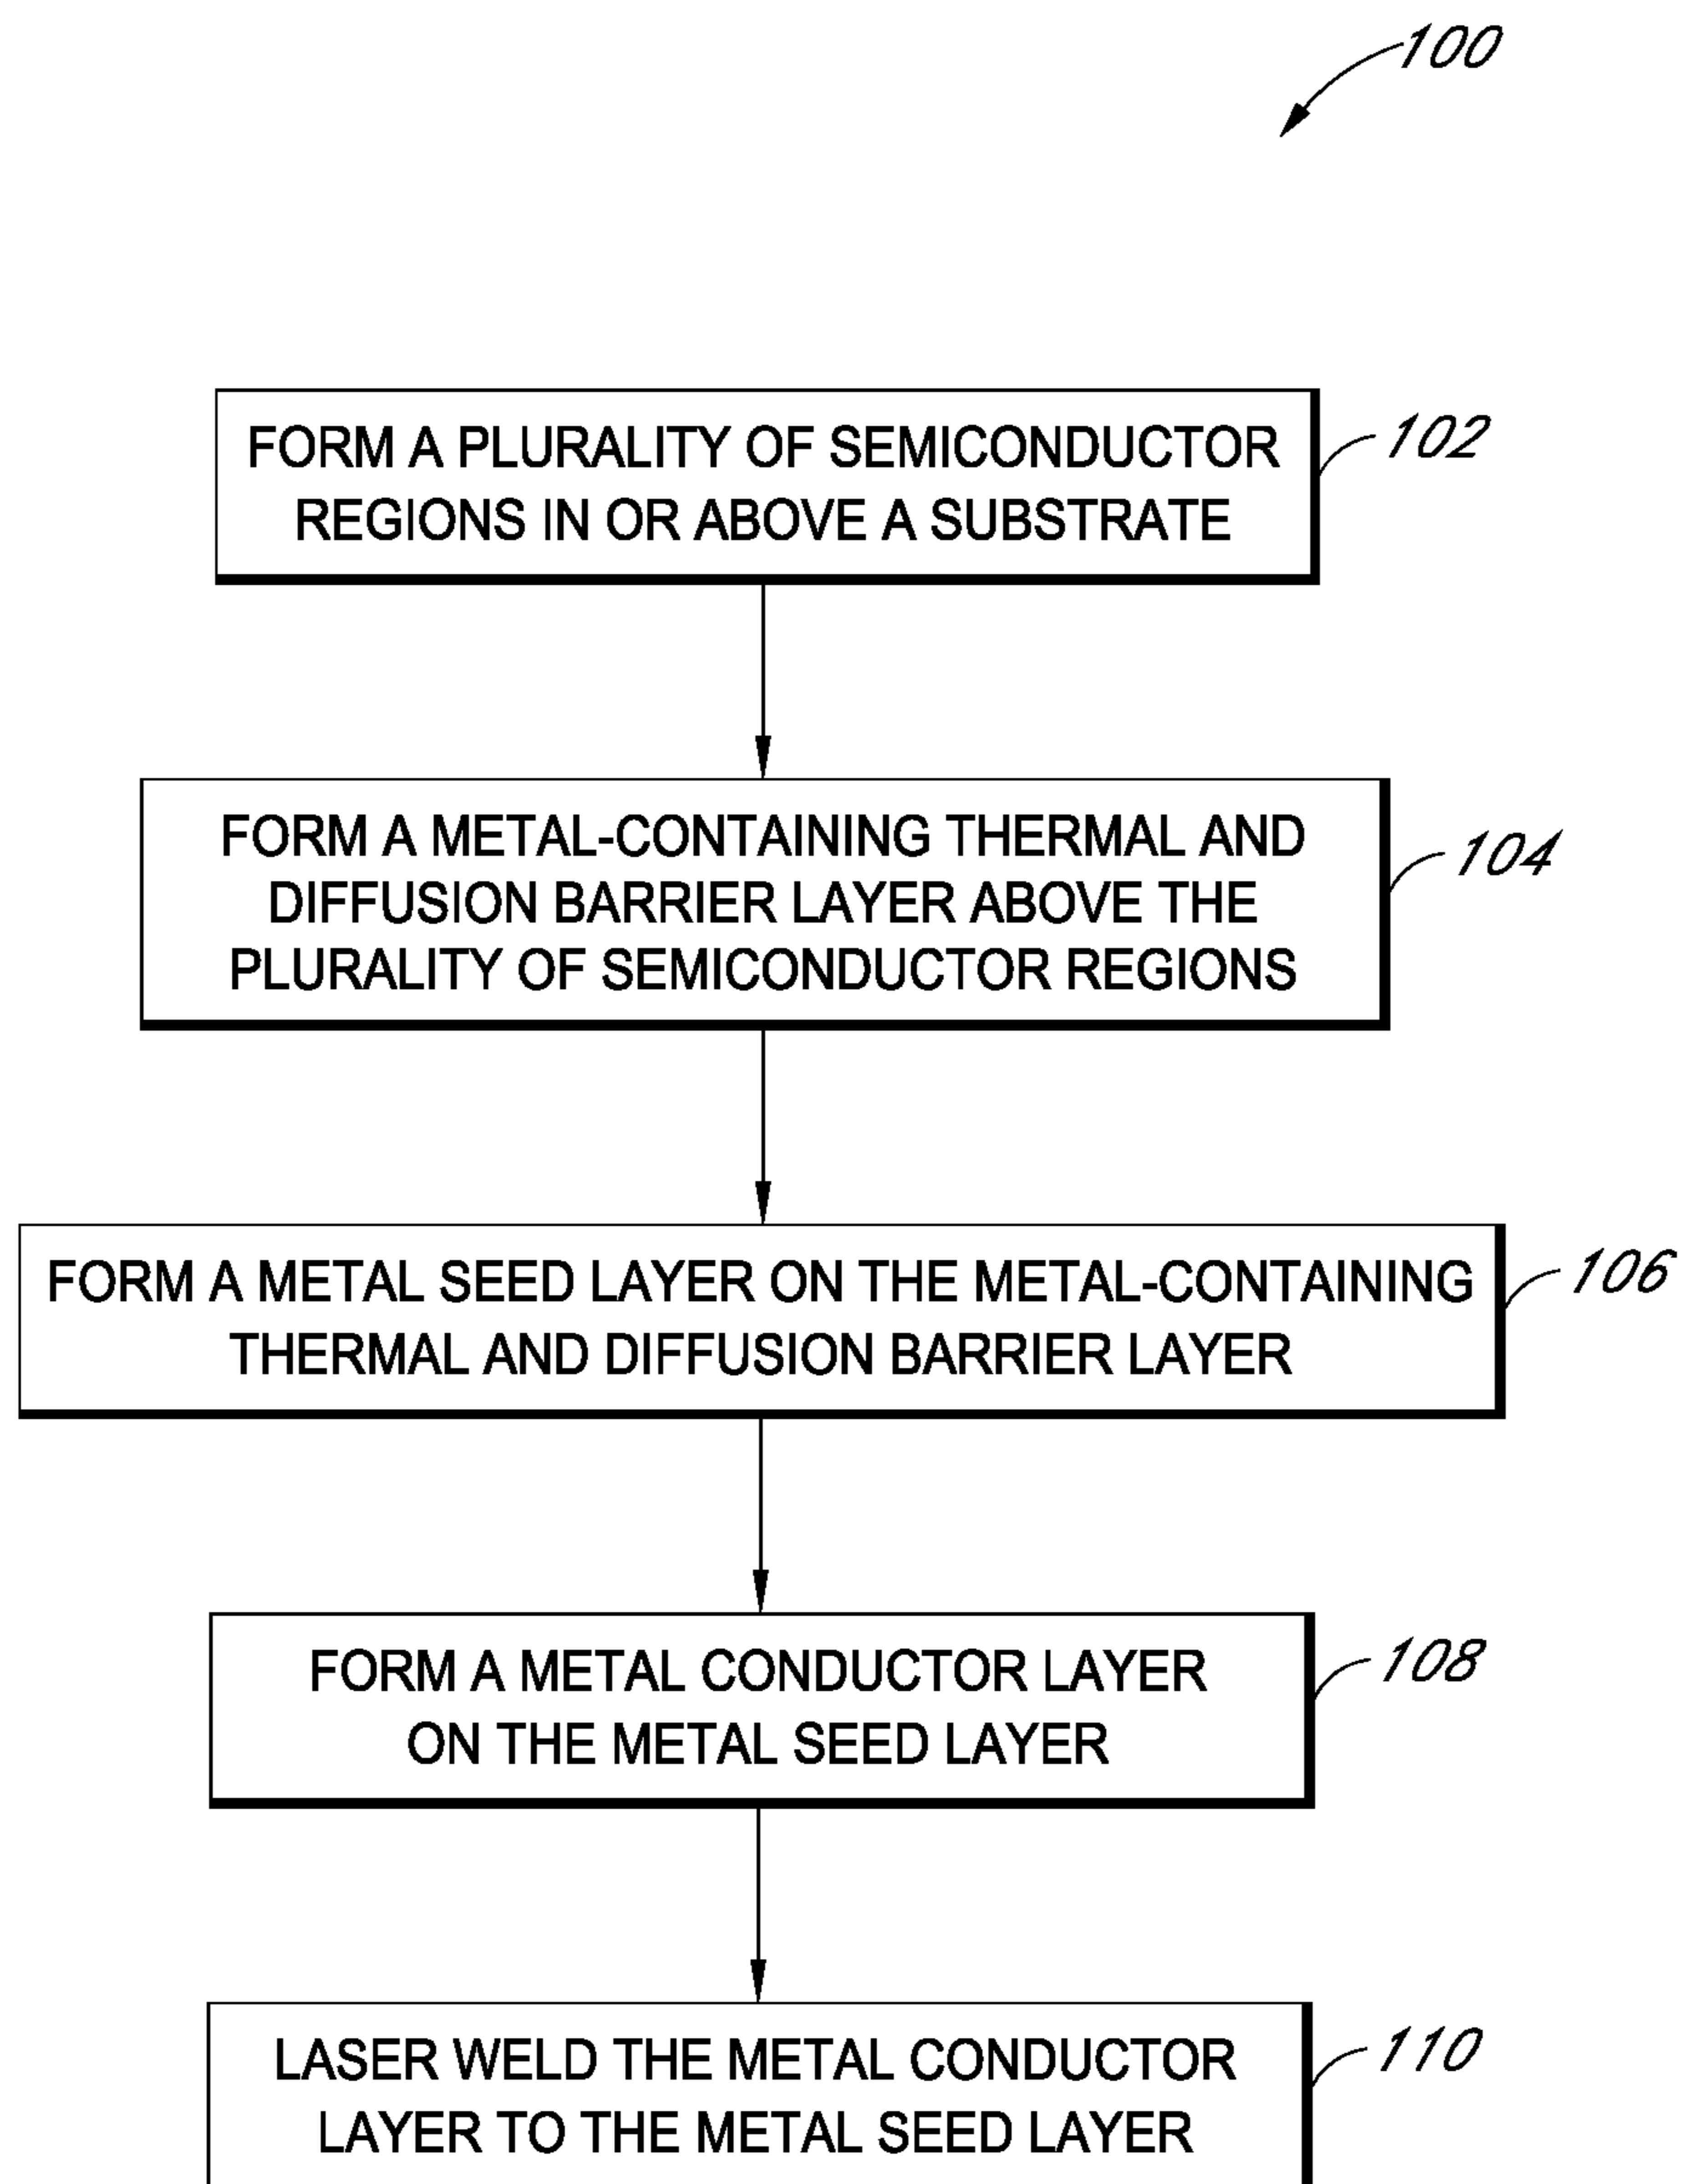 100
FORM A PLURALITY OF SEMICONDUCTOR
REGIONS IN OR ABOVE A SUBSTRATE
102
FORM A METAL-CONTAINING THERMAL AND
DIFFUSION BARRIER LAYER ABOVE THE
PLURALITY OF SEMICONDUCTOR REGIONS
104
FORM A METAL SEED LAYER ON THE METAL-CONTAINING
THERMAL AND DIFFUSION BARRIER LAYER
106
FORM A METAL CONDUCTOR LAYER
ON THE METAL SEED LAYER
108
LASER WELD THE METAL CONDUCTOR
LAYER TO THE METAL SEED LAYER
110